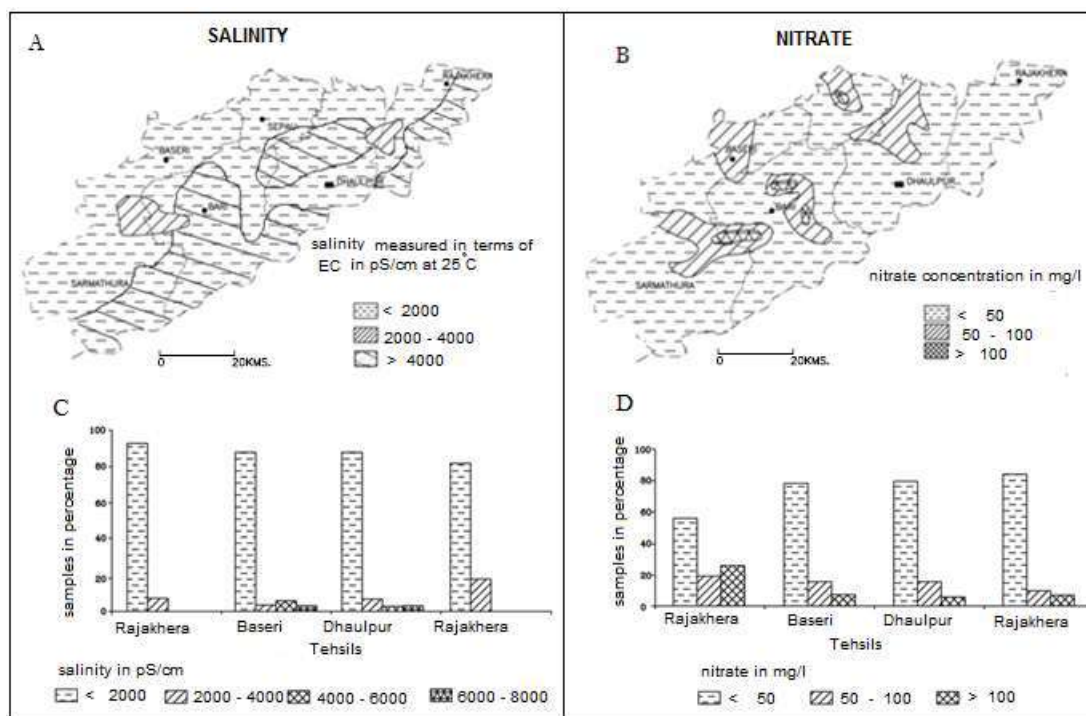 A
SALINITY
RAJAKHERA
SEPAU
BASERI
DHAULPUR
BARI
SARMATHURA
salinity measured in terms of
EC in pS/cm at 25°C
< 2000
2000 - 4000
> 4000
0 20KMS.
B
NITRATE
RAJAKHERA
BASERI
DHAULPUR
BARI
SARMATHURA
nitrate concentration in mg/l
< 50
50 - 100
> 100
0 20KMS.
C
samples in percentage
100
80
60
40
20
0
Rajakhera Baseri Dhaulpur Rajakhera
Tehsils
salinity in pS/cm
< 2000 2000 - 4000 4000 - 6000 6000 - 8000
D
samples in percentage
100
80
60
40
20
0
Rajakhera Baseri Dhaulpur Rajakhera
Tehsils
nitrate in mg/l
< 50 50 - 100 > 100